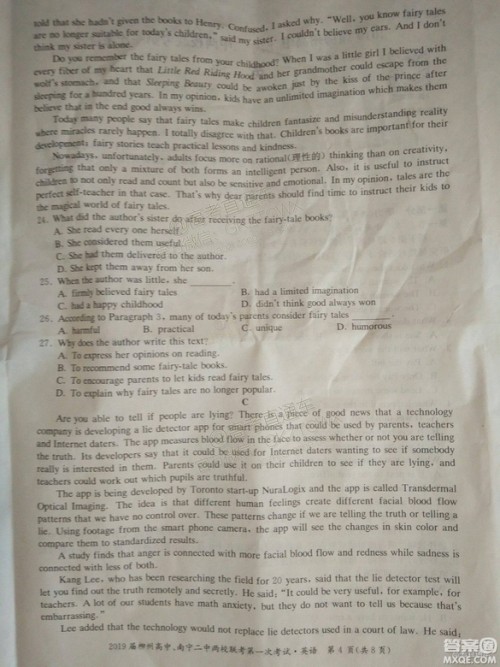 told that she hadn't given the books to Henry. Confused, I asked why. "Well, you know fairy tales
are no longer suitable for today's children," said my sister. I couldn't believe my ears. And I don't
think my sister is alone.
Do you remember the fairy tales from your childhood? When I was a little girl I believed with
every fiber of my heart that Little Red Riding Hood and her grandmother could escape from the
wolf's stomach, and that Sleeping Beauty could be awoken just by the kiss of the prince after
sleeping for a hundred years. In my opinion, kids have an unlimited imagination which makes them
believe that in the end good always wins.
Today many people say that fairy tales make children fantasize and misunderstanding reality
where miracles rarely happen. I totally disagree with that. Children's books are important for their
development; fairy stories teach practical lessons and kindness.
Nowadays, unfortunately, adults focus more on rational(理性的) thinking than on creativity,
forgetting that only a mixture of both forms an intelligent person. Also, it is useful to instruct
children to not only read and count but also be sensitive and emotional. In my opinion, tales are the
perfect self-teacher in that case. That's why dear parents should find time to instruct their kids to
the magical world of fairy tales.
24. What did the author's sister do after receiving the fairy-tale books?
A. She read every one herself.
B. She considered them useful.
C. She had them delivered to the author.
D. She kept them away from her son.
25. When the author was little, she ______.
A. firmly believed fairy tales B. had a limited imagination
C. had a happy childhood D. didn't think good always won
26. According to Paragraph 3, many of today's parents consider fairy tales ______.
A. harmful B. practical C. unique D. humorous
27. Why does the author write this text?
A. To express her opinions on reading.
B. To recommend some fairy-tale books.
C. To encourage parents to let kids read fairy tales.
D. To explain why fairy tales are no longer popular.
C
Are you able to tell if people are lying? There is a piece of good news that a technology
company is developing a lie detector app for smart phones that could be used by parents, teachers
and Internet daters. The app measures blood flow in the face to assess whether or not you are telling
the truth. Its developers say that it could be used for Internet daters wanting to see if somebody
really is interested in them. Parents could use it on their children to see if they are lying, and
teachers could work out which pupils are truthful.
The app is being developed by Toronto start-up NuraLogix and the app is called Transdermal
Optical Imaging. The idea is that different human feelings create different facial blood flow
patterns that we have no control over. These patterns change if we are telling the truth or telling a
lie. Using footage from the smart phone camera, the app will see the changes in skin color and
compare them to standardized results.
A study finds that anger is connected with more facial blood flow and redness while sadness is
connected with less of both.
Kang Lee, who has been researching the field for 20 years, said that the lie detector test will
let you find out the truth remotely and secretly. He said: "It could be very useful, for example, for
teachers. A lot of our students have math anxiety, but they do not want to tell us because that's
embarrassing."
Lee added that the technology would not replace lie detectors used in a court of law. He said,
2019 届柳州高中、南宁二中两校联考第一次考试·英语 第 4 页(共 8 页)
答案圈
MXQE.COM